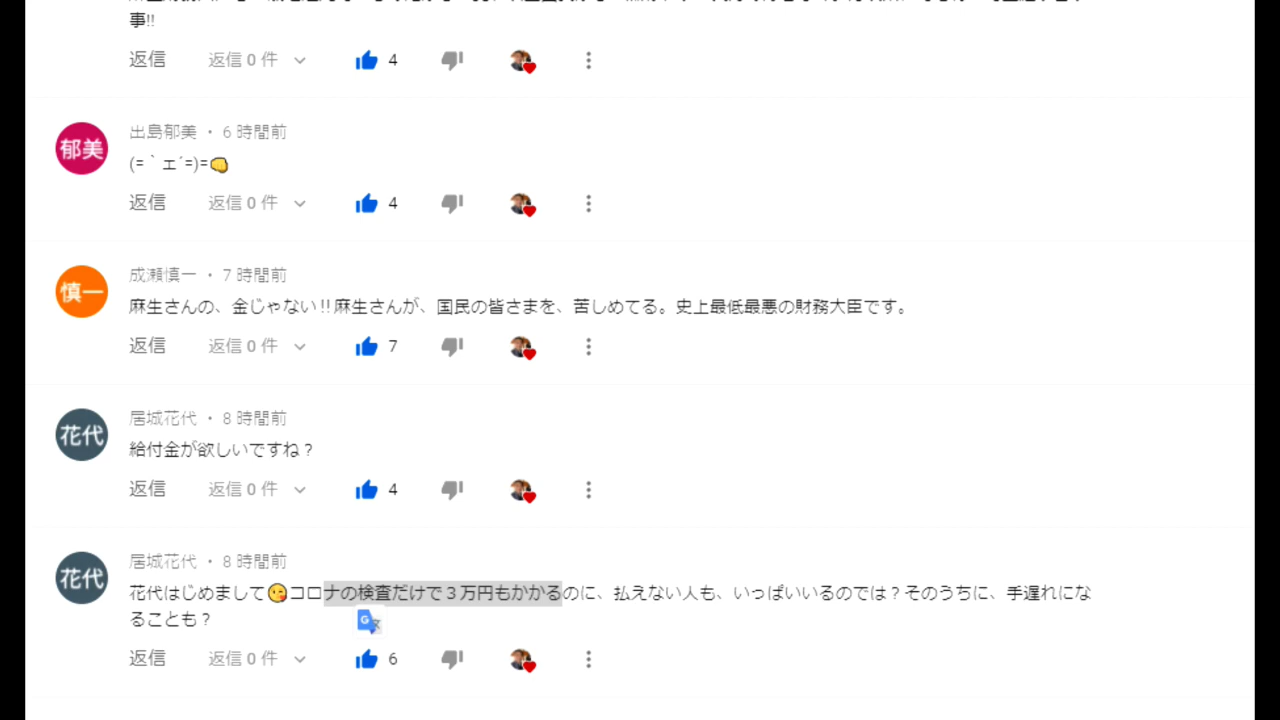 事!!
返信 返信 0 件 4
郁美 出島郁美 ・ 6 時間前
(=｀ェ´=)=👊
返信 返信 0 件 4
慎一 成瀬慎一 ・ 7 時間前
麻生さんの、金じゃない!!麻生さんが、国民の皆さまを、苦しめてる。史上最低最悪の財務大臣です。
返信 返信 0 件 7
花代 居城花代 ・ 8 時間前
給付金が欲しいですね？
返信 返信 0 件 4
花代 居城花代 ・ 8 時間前
花代はじめまして😘コロナの検査だけで３万円もかかるのに、払えない人も、いっぱいいるのでは？そのうちに、手遅れにな
ることも？
返信 返信 0 件 6